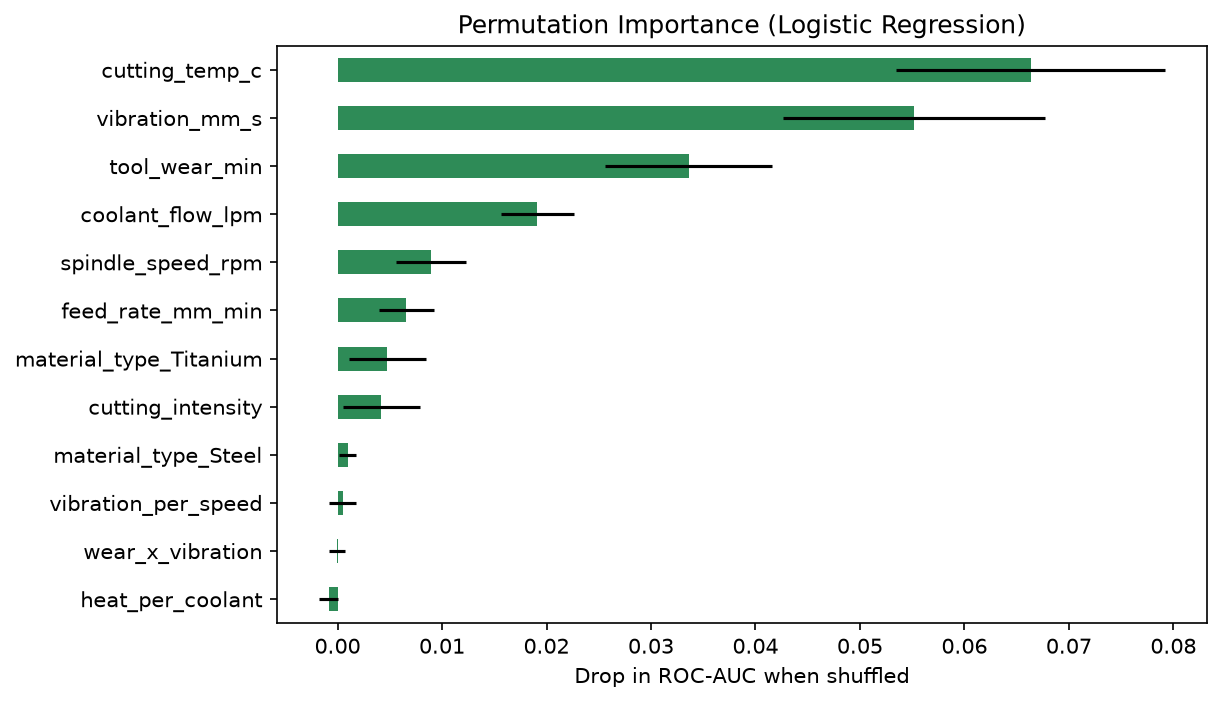 Permutation Importance (Logistic Regression)
cutting_temp_c
vibration_mm_s
tool_wear_min
coolant_flow_lpm
spindle_speed_rpm
feed_rate_mm_min
material_type_Titanium
cutting_intensity
material_type_Steel
vibration_per_speed
wear_x_vibration
heat_per_coolant
0.00 0.01 0.02 0.03 0.04 0.05 0.06 0.07 0.08
Drop in ROC-AUC when shuffled